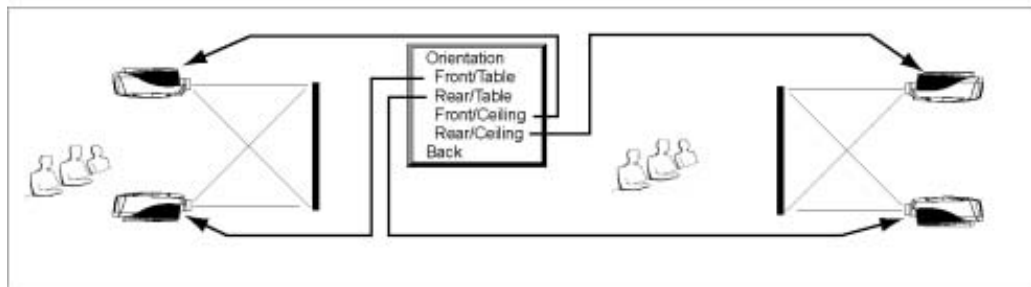 Orientation
Front/Table
Rear/Table
Front/Ceiling
Rear/Ceiling
Back